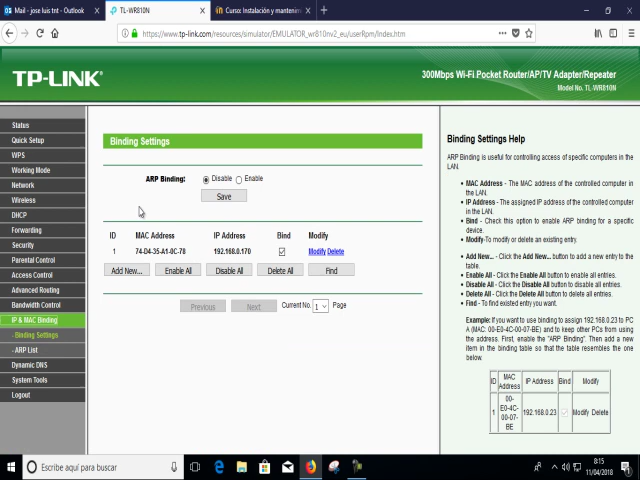 Mail - jose luis tnt - Outlook
TL-WR810N
Curso: Instalación y mantenim
https://www.tp-link.com/resources/simulator/EMULATOR_wr810nv2_eu/userRpm/Index.htm
TP-LINK
300Mbps Wi-Fi Pocket Router/AP/TV Adapter/Repeater
Model No. TL-WR810N
Status
Quick Setup
WPS
Working Mode
Network
Wireless
DHCP
Forwarding
Security
Parental Control
Access Control
Advanced Routing
Bandwidth Control
IP & MAC Binding
- Binding Settings
- ARP List
Dynamic DNS
System Tools
Logout
Binding Settings
ARP Binding: Disable Enable
Save
ID MAC Address IP Address Bind Modify
1 74-D4-35-A1-0C-78 192.168.0.170 Modify Delete
Add New... Enable All Disable All Delete All Find
Previous Next Current No. 1 Page
Binding Settings Help
ARP Binding is useful for controlling access of specific computers in the
LAN.
MAC Address - The MAC address of the controlled computer in
the LAN.
IP Address - The assigned IP address of the controlled computer
in the LAN.
Bind - Check this option to enable ARP binding for a specific
device.
Modify-To modify or delete an existing entry.
Add New... - Click the Add New... button to add a new entry to the
table.
Enable All - Click the Enable All button to enable all entries.
Disable All - Click the Disable All button to disable all entries.
Delete All - Click the Delete All button to delete all entries.
Find - To find existed entry you want.
Example: If you want to use binding to assign 192.168.0.23 to PC
A (MAC: 00-E0-4C-00-07-BE) and to keep other PCs from using
the address. First, enable the "ARP Binding". Then add a new
item in the binding table so that the table resembles the one
below.
ID MAC Address IP Address Bind Modify
1 00-E0-4C-00-07-BE 192.168.0.23 Modify Delete
Escribe aquí para buscar
8:15
11/04/2018